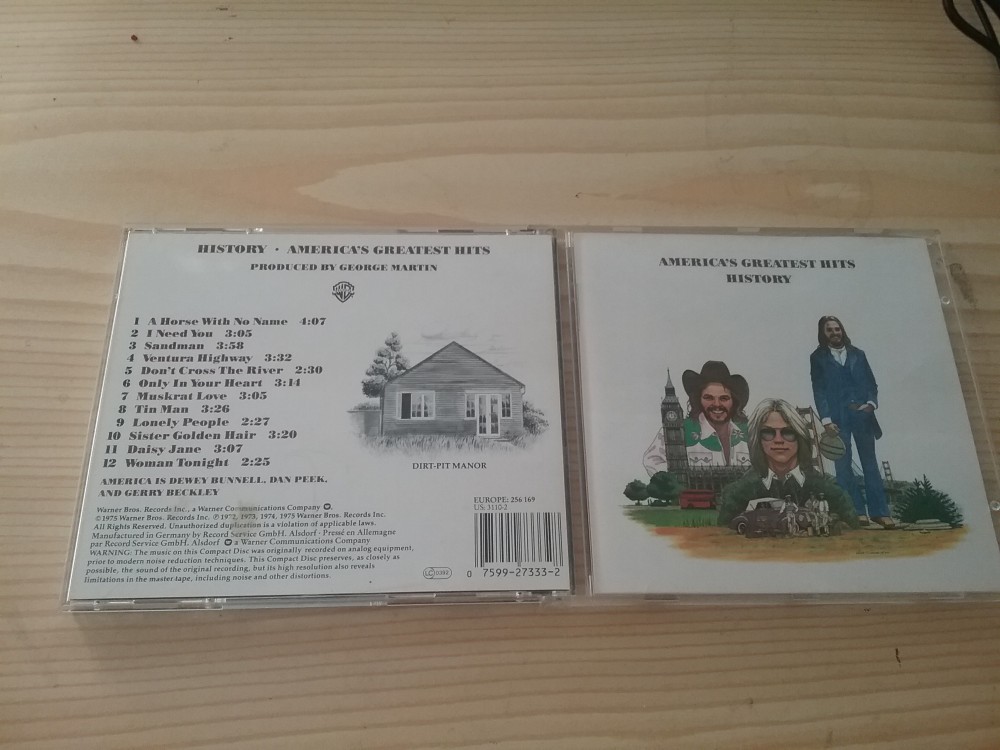 HISTORY · AMERICA'S GREATEST HITS
PRODUCED BY GEORGE MARTIN
1 A Horse With No Name 4:07
2 I Need You 3:05
3 Sandman 3:58
4 Ventura Highway 3:32
5 Don't Cross The River 2:30
6 Only In Your Heart 3:14
7 Muskrat Love 3:05
8 Tin Man 3:26
9 Lonely People 2:27
10 Sister Golden Hair 3:20
11 Daisy Jane 3:07
12 Woman Tonight 2:25
DIRT-PIT MANOR
AMERICA IS DEWEY BUNNELL, DAN PEEK,
AND GERRY BECKLEY
Warner Bros. Records Inc., a Warner Communications Company
©1975 Warner Bros. Records Inc. ℗ 1972, 1973, 1974, 1975 Warner Bros. Records Inc.
All Rights Reserved. Unauthorized duplication is a violation of applicable laws.
Manufactured in Germany by Record Service GmbH. Alsdorf · Pressé en Allemagne
par Record Service GmbH. Alsdorf a Warner Communications Company
WARNING: The music on this Compact Disc was originally recorded on analog equipment,
prior to modern noise reduction techniques. This Compact Disc preserves, as closely as
possible, the sound of the original recording, but its high resolution also reveals
limitations in the master tape, including noise and other distortions.
EUROPE: 256 169
US: 3110-2
0 7599-27333-2
AMERICA'S GREATEST HITS
HISTORY